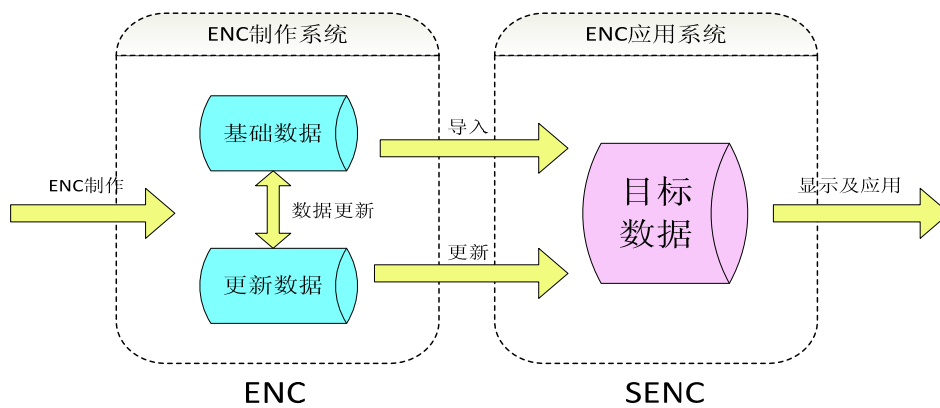 ENC制作系统
ENC应用系统
基础数据
导入
ENC制作
数据更新
目标
数据
显示及应用
更新
更新数据
ENC
SENC